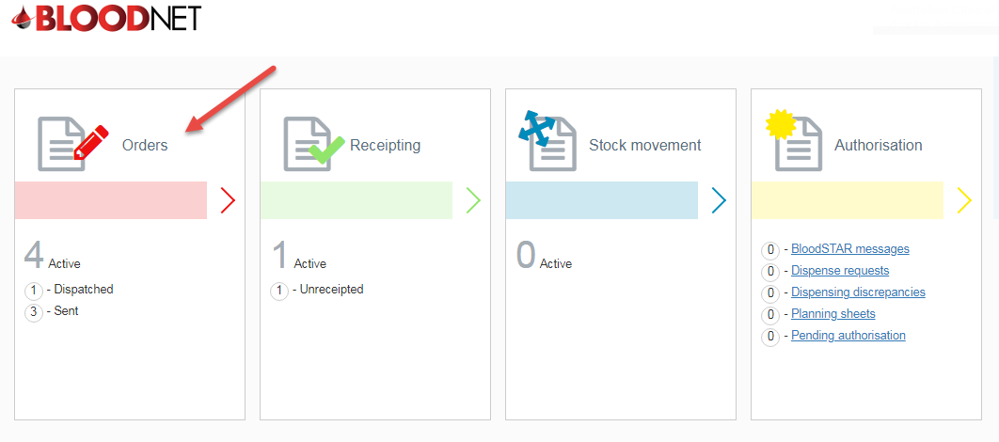 BLOODNET
Orders
Receipting
Stock movement
Authorisation
4 Active
1 - Dispatched
3 - Sent
1 Active
1 - Unreceipted
0 Active
0 - BloodSTAR messages
0 - Dispense requests
0 - Dispensing discrepancies
0 - Planning sheets
0 - Pending authorisation